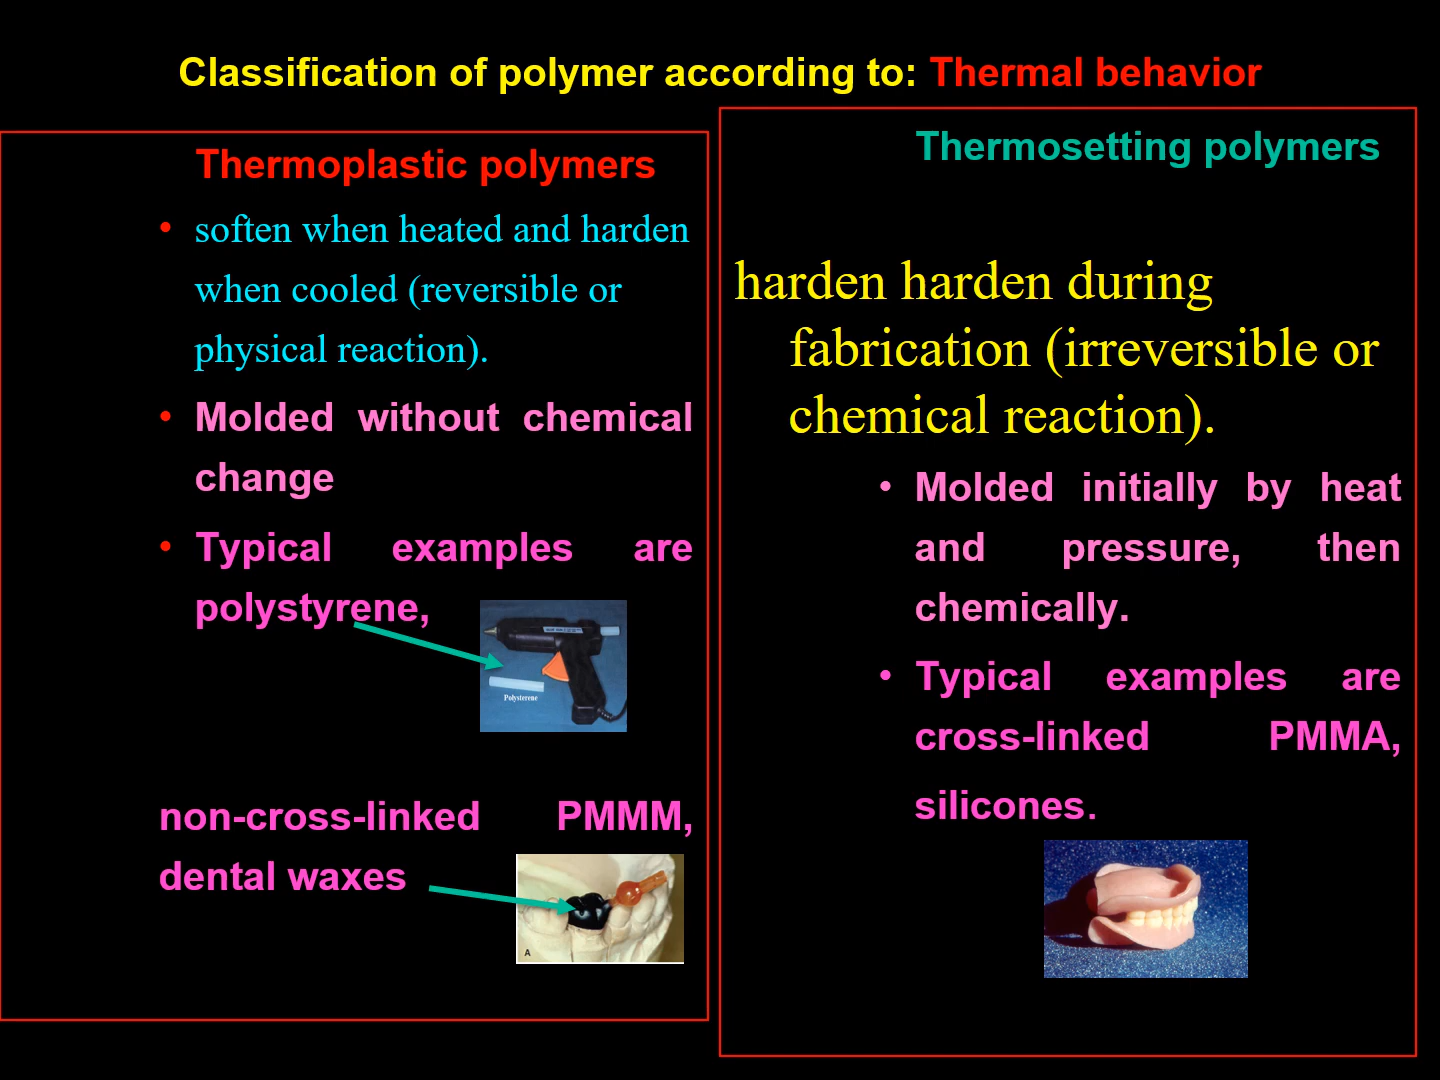 Classification of polymer according to: Thermal behavior
Thermoplastic polymers
• soften when heated and harden
when cooled (reversible or
physical reaction).
• Molded without chemical
change
• Typical examples are
polystyrene,
Polysterene
non-cross-linked PMMM,
dental waxes
A
Thermosetting polymers
harden harden during
fabrication (irreversible or
chemical reaction).
• Molded initially by heat
and pressure, then
chemically.
• Typical examples are
cross-linked PMMA,
silicones.